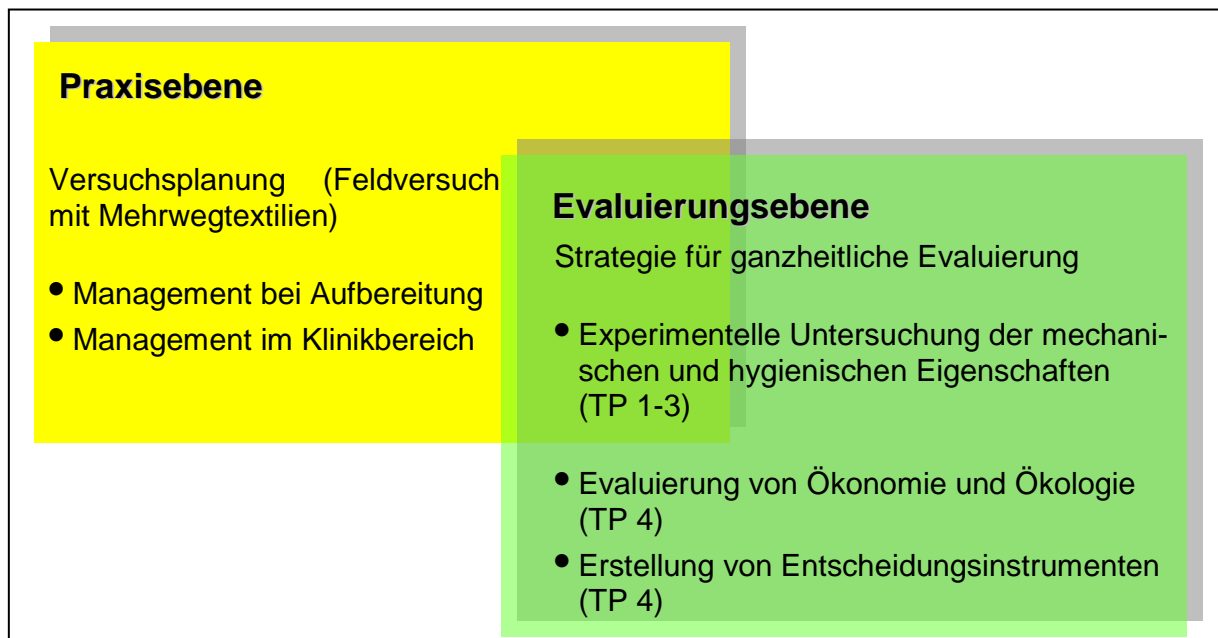 Praxisebene
Versuchsplanung (Feldversuch
mit Mehrwegtextilien)
• Management bei Aufbereitung
• Management im Klinikbereich
Evaluierungsebene
Strategie für ganzheitliche Evaluierung
• Experimentelle Untersuchung der mechani-
schen und hygienischen Eigenschaften
(TP 1-3)
• Evaluierung von Ökonomie und Ökologie
(TP 4)
• Erstellung von Entscheidungsinstrumenten
(TP 4)